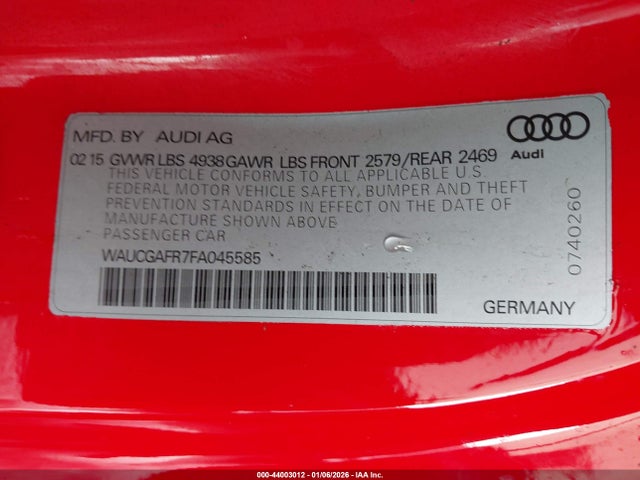 MFD. BY AUDI AG
02 15 GVWR LBS 4938 GAWR LBS FRONT 2579/REAR 2469 Audi
THIS VEHICLE CONFORMS TO ALL APPLICABLE U.S.
FEDERAL MOTOR VEHICLE SAFETY, BUMPER AND THEFT
PREVENTION STANDARDS IN EFFECT ON THE DATE OF
MANUFACTURE SHOWN ABOVE
PASSENGER CAR
WAUCGAFR7FA045585
GERMANY
0740260
000-44003012 - 01/06/2026 - © IAA Inc.